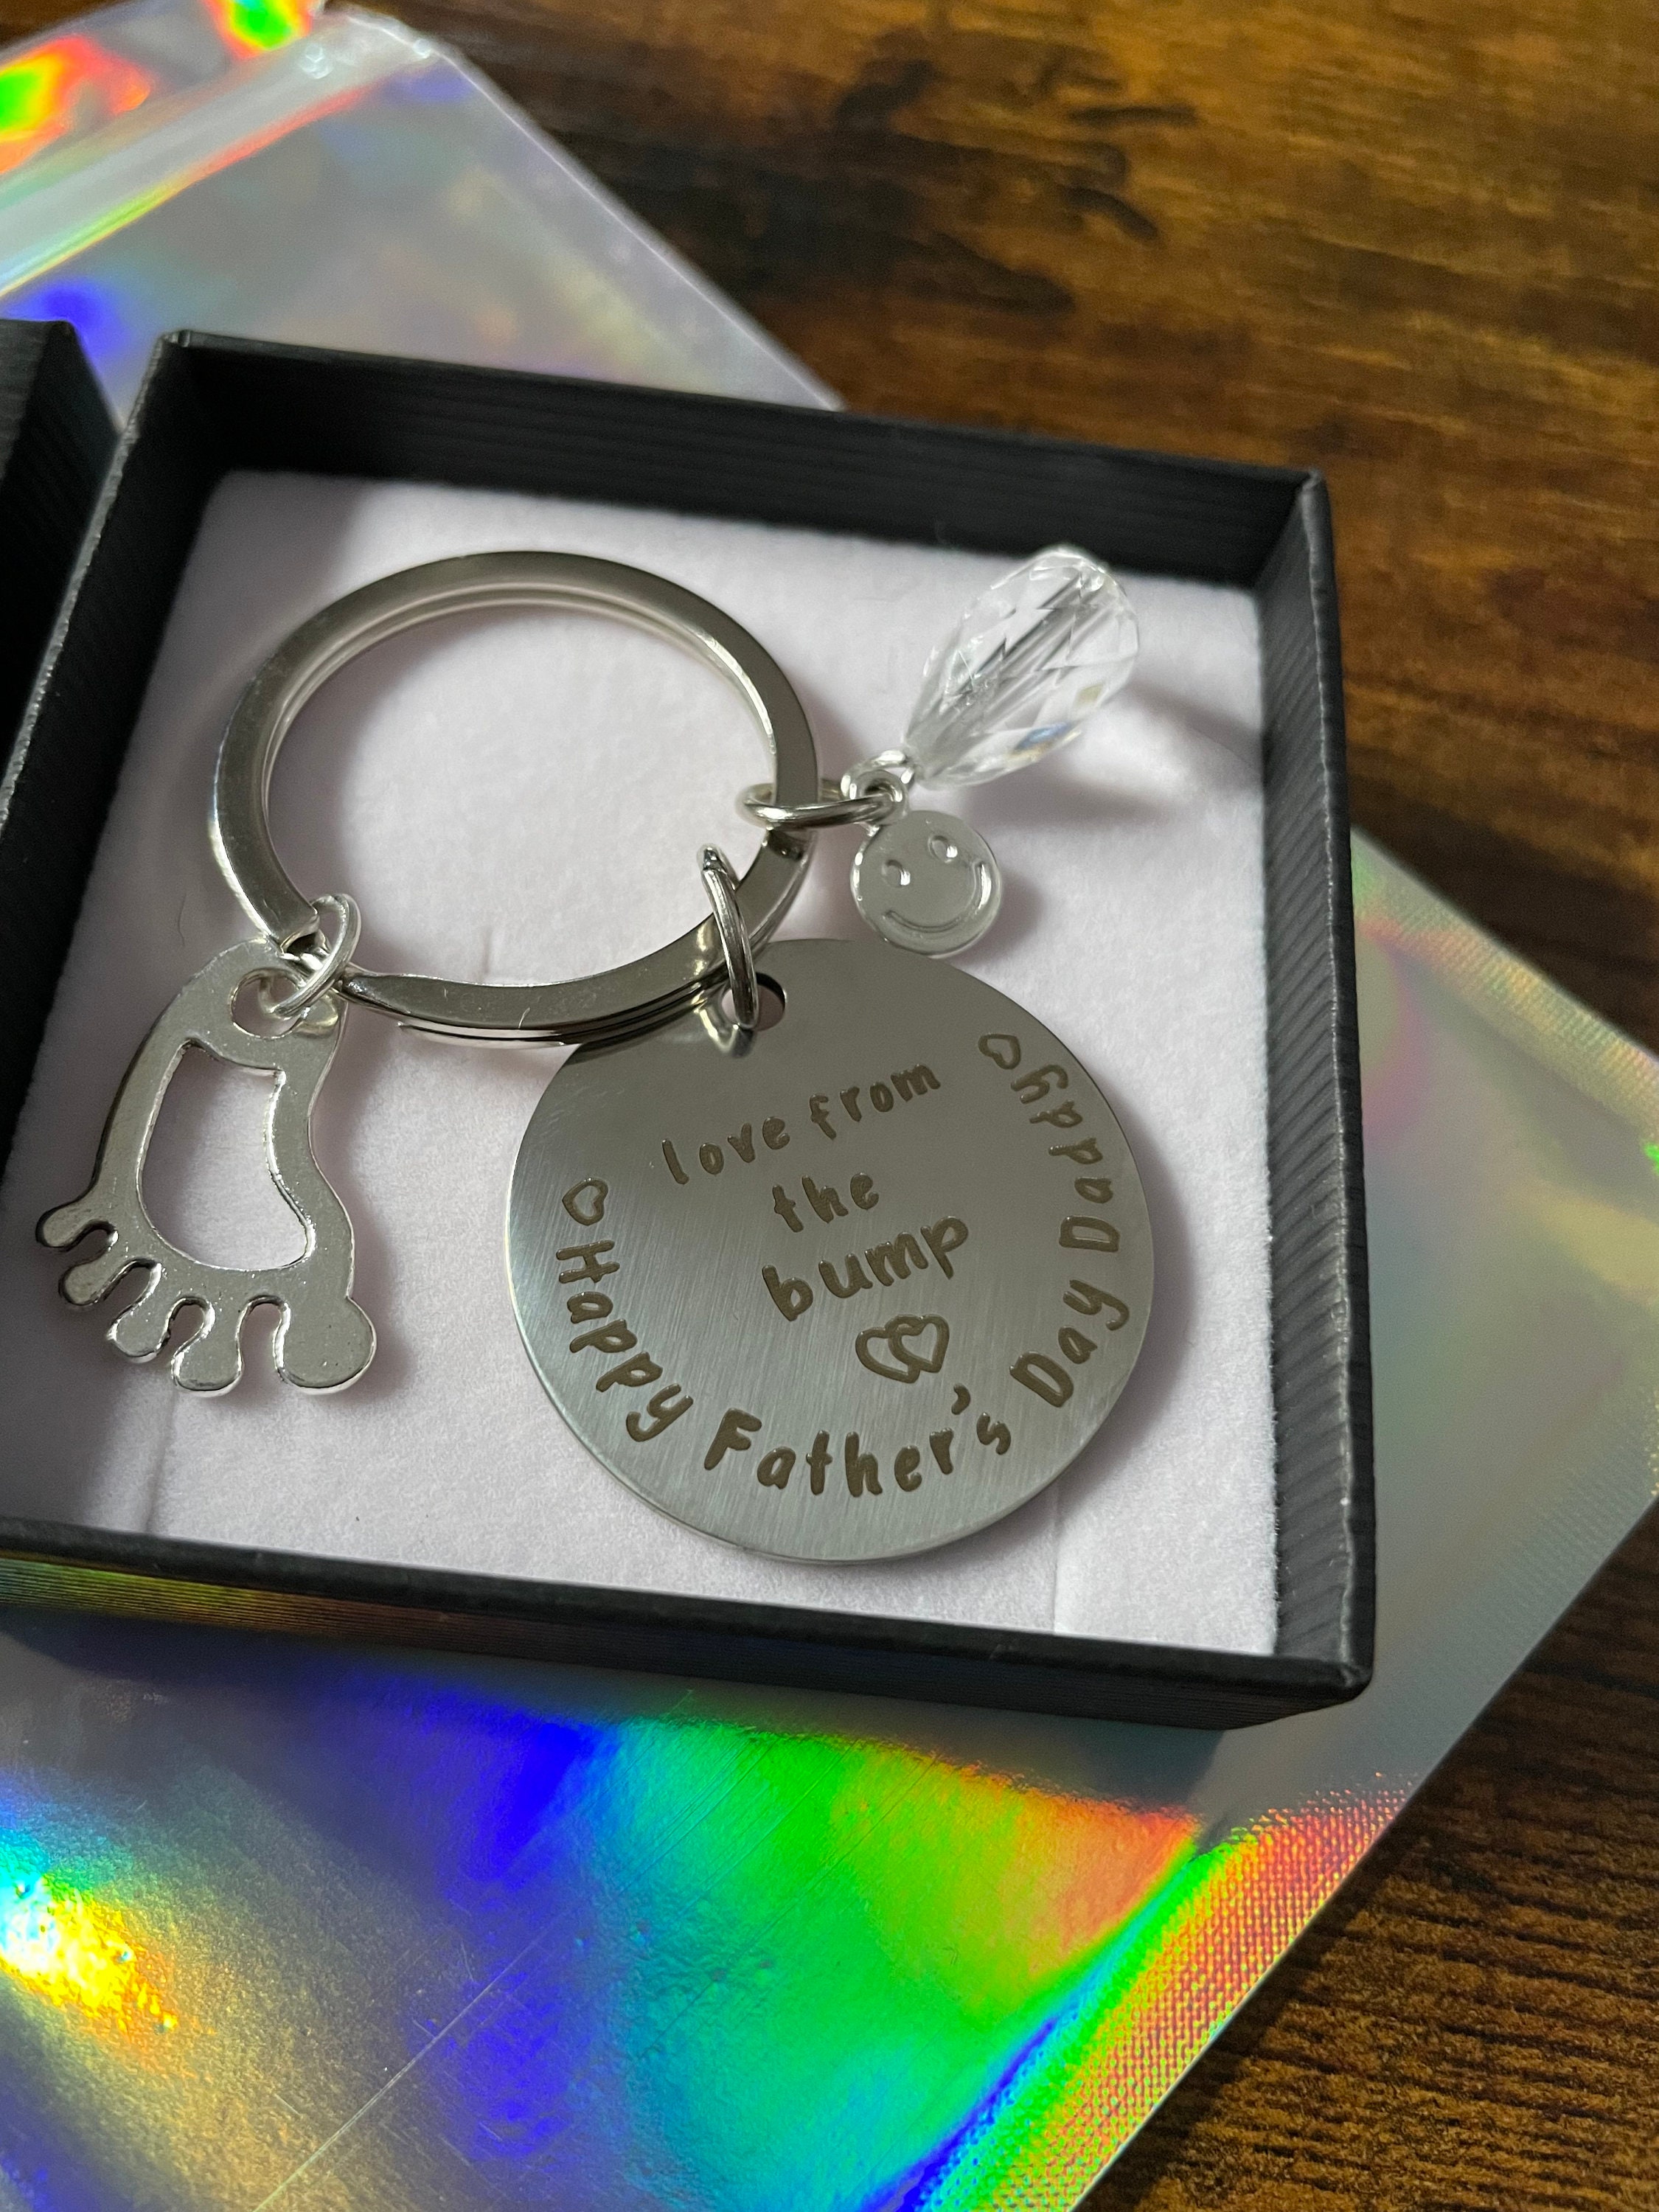 love from
the
bump
Happy Father's Day Daddy